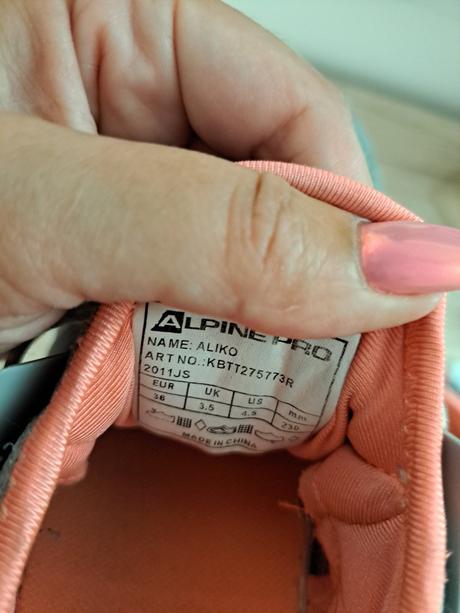 ALPINE PRO
NAME: ALIKO
ART NO.:KBTT275773R
2011JS
EUR UK US mm
36 3.5 4.5 230
MADE IN CHINA